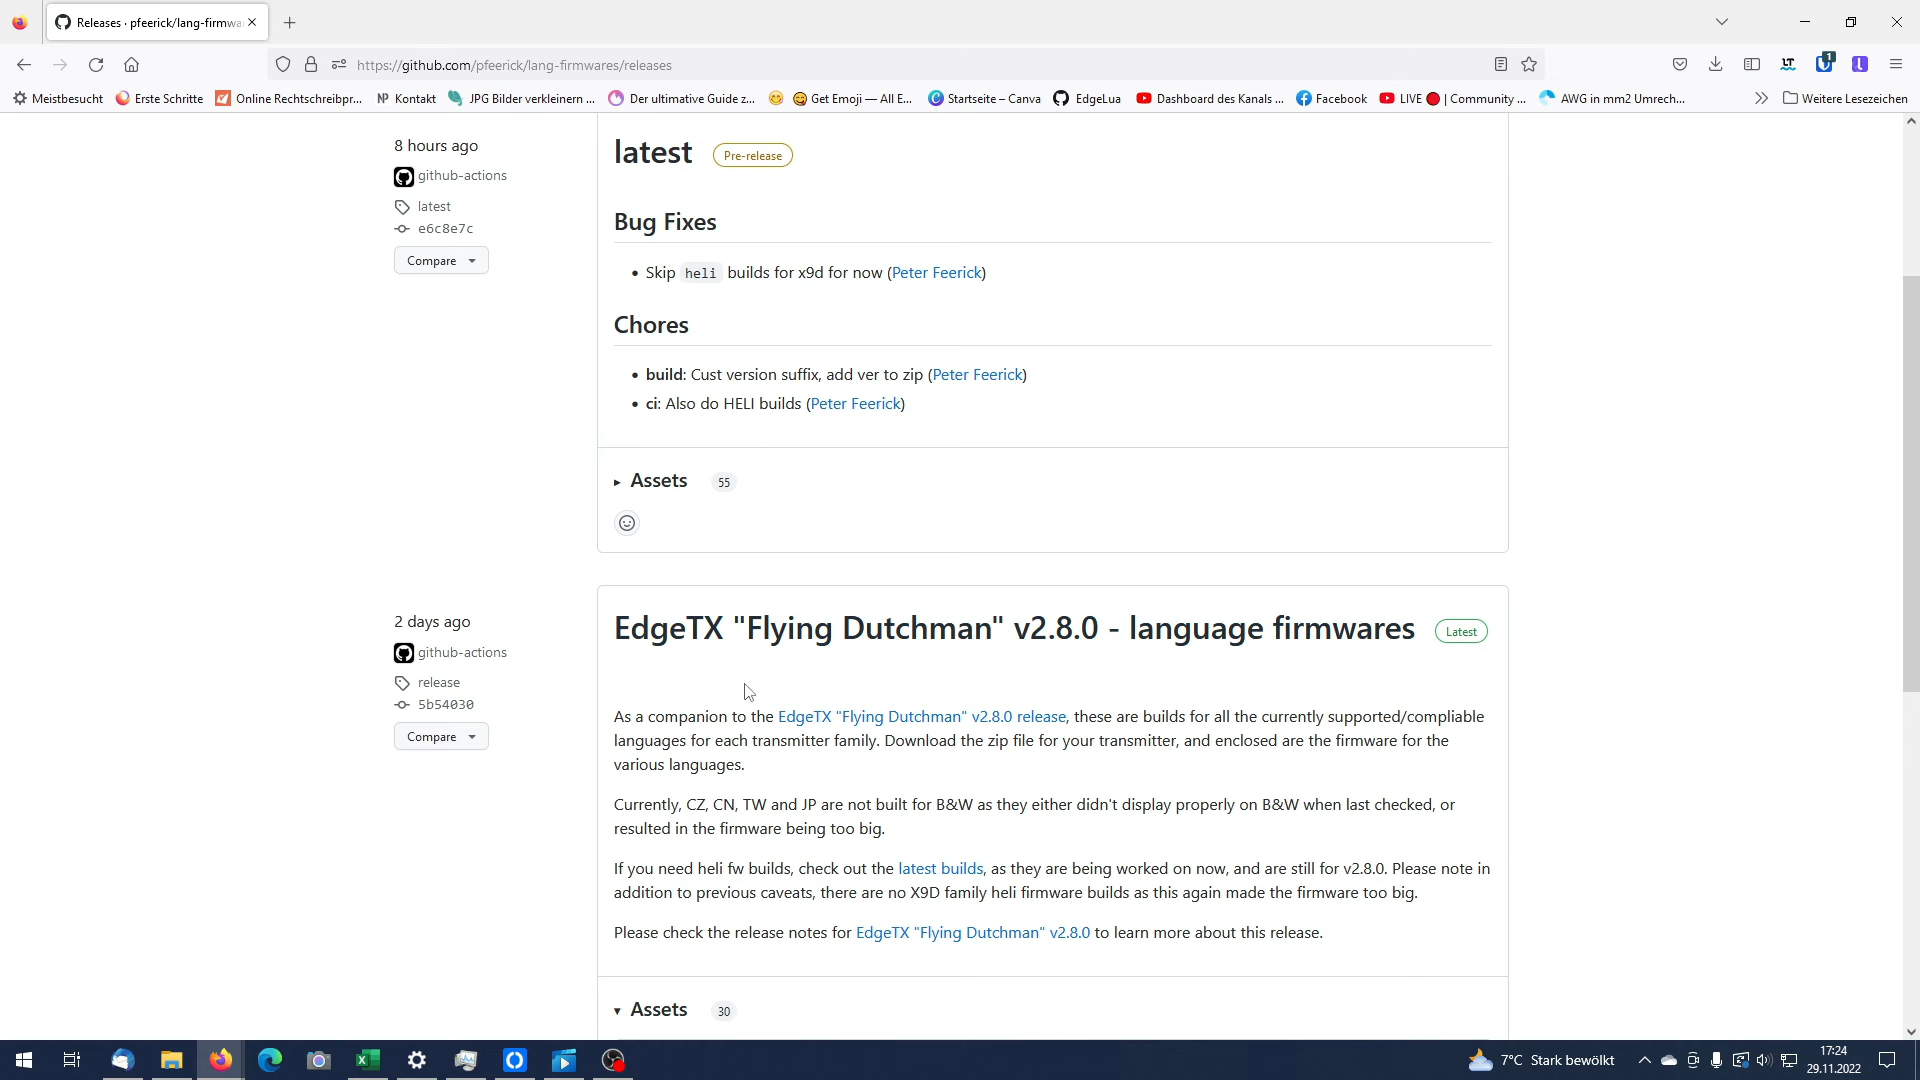 Releases · pfeerick/lang-firmwa
https://github.com/pfeerick/lang-firmwares/releases
LT
1
Meistbesucht
Erste Schritte
Online Rechtschreibpr...
NP Kontakt
JPG Bilder verkleinern ...
Der ultimative Guide z...
Get Emoji — All E...
Startseite – Canva
EdgeLua
Dashboard des Kanals ...
Facebook
LIVE 🔴 | Community ...
AWG in mm2 Umrech...
Weitere Lesezeichen
8 hours ago
github-actions
latest
e6c8e7c
Compare
latest
Pre-release
Bug Fixes
• Skip heli builds for x9d for now (Peter Feerick)
Chores
• build: Cust version suffix, add ver to zip (Peter Feerick)
• ci: Also do HELI builds (Peter Feerick)
Assets 55
2 days ago
github-actions
release
5b54030
Compare
EdgeTX "Flying Dutchman" v2.8.0 - language firmwares
Latest
As a companion to the EdgeTX "Flying Dutchman" v2.8.0 release, these are builds for all the currently supported/compliable
languages for each transmitter family. Download the zip file for your transmitter, and enclosed are the firmware for the
various languages.
Currently, CZ, CN, TW and JP are not built for B&W as they either didn't display properly on B&W when last checked, or
resulted in the firmware being too big.
If you need heli fw builds, check out the latest builds, as they are being worked on now, and are still for v2.8.0. Please note in
addition to previous caveats, there are no X9D family heli firmware builds as this again made the firmware too big.
Please check the release notes for EdgeTX "Flying Dutchman" v2.8.0 to learn more about this release.
Assets 30
7°C Stark bewölkt
17:24
29.11.2022